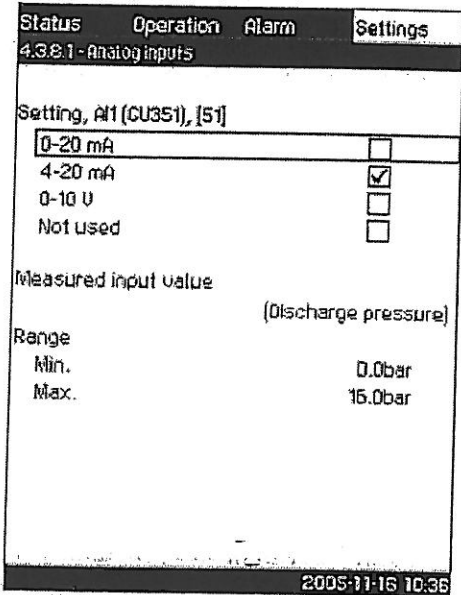 Status Operation Alarm Settings
4.3.8.1 - Analog inputs
Setting, AI1 (CU351), [51]
0-20 mA
4-20 mA
0-10 V
Not used
Measured input value
(Discharge pressure)
Range
Min. 0.0bar
Max. 16.0bar
2005-11-16 10:36